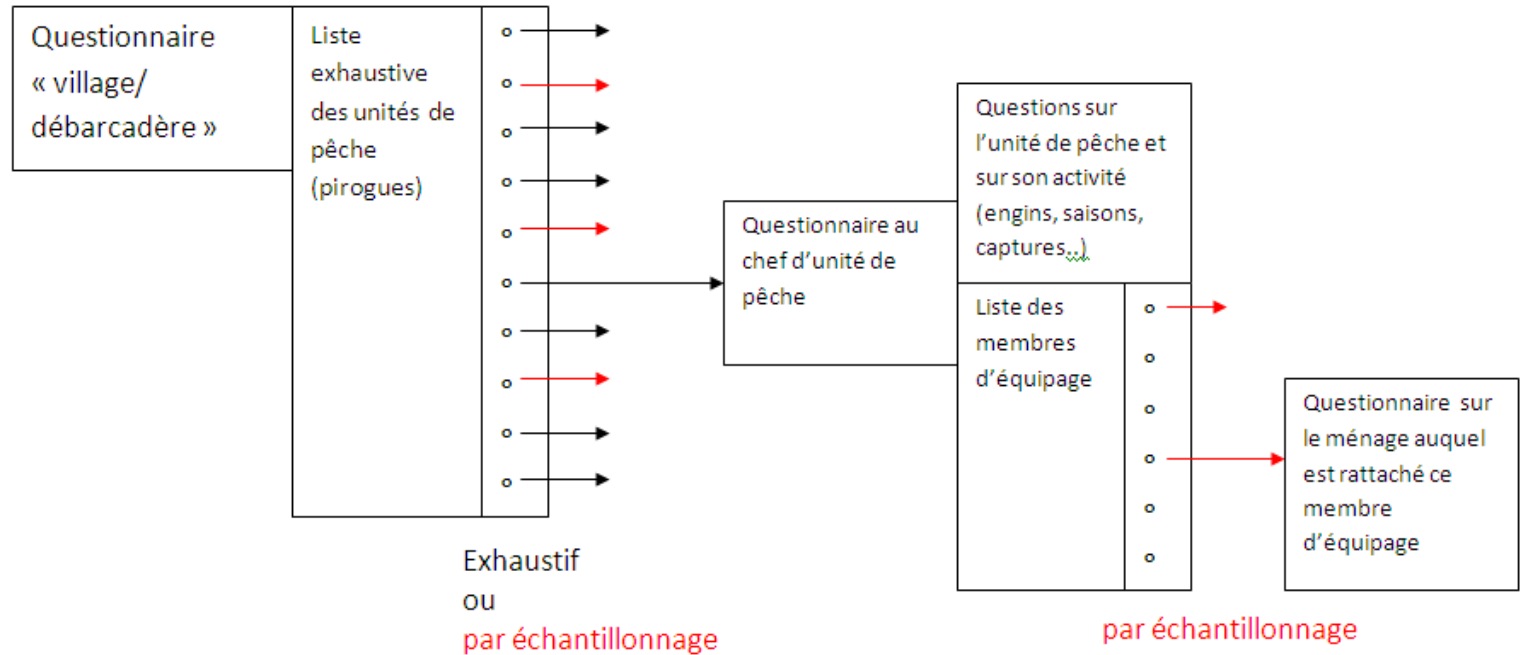 Questionnaire
« village/
débarcadère »
Liste
exhaustive
des unités de
pêche
(pirogues)
Exhaustif
ou
par échantillonnage
Questionnaire au
chef d’unité de
pêche
Questions sur
l’unité de pêche et
sur son activité
(engins, saisons,
captures..)
Liste des
membres
d’équipage
par échantillonnage
Questionnaire sur
le ménage auquel
est rattaché ce
membre
d’équipage